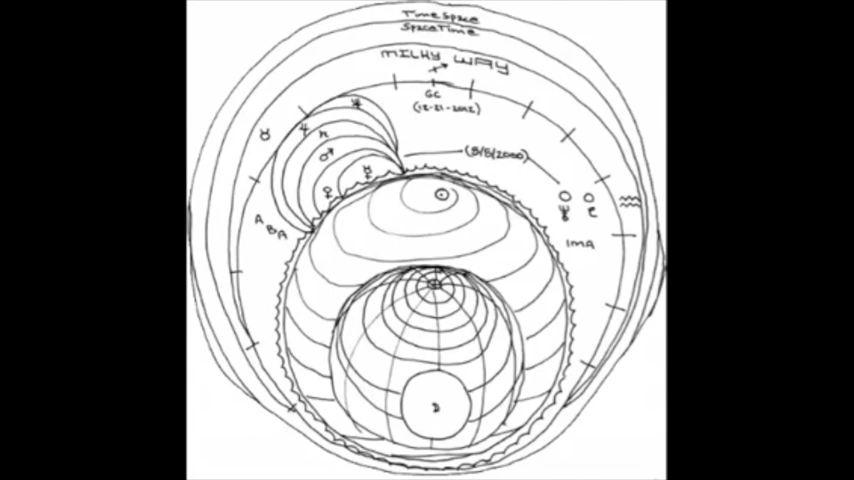 TimeSpace
SpaceTime
MILKY WAY
GC
(12-21-2012)
(5/5/2000)
ABA
IMA